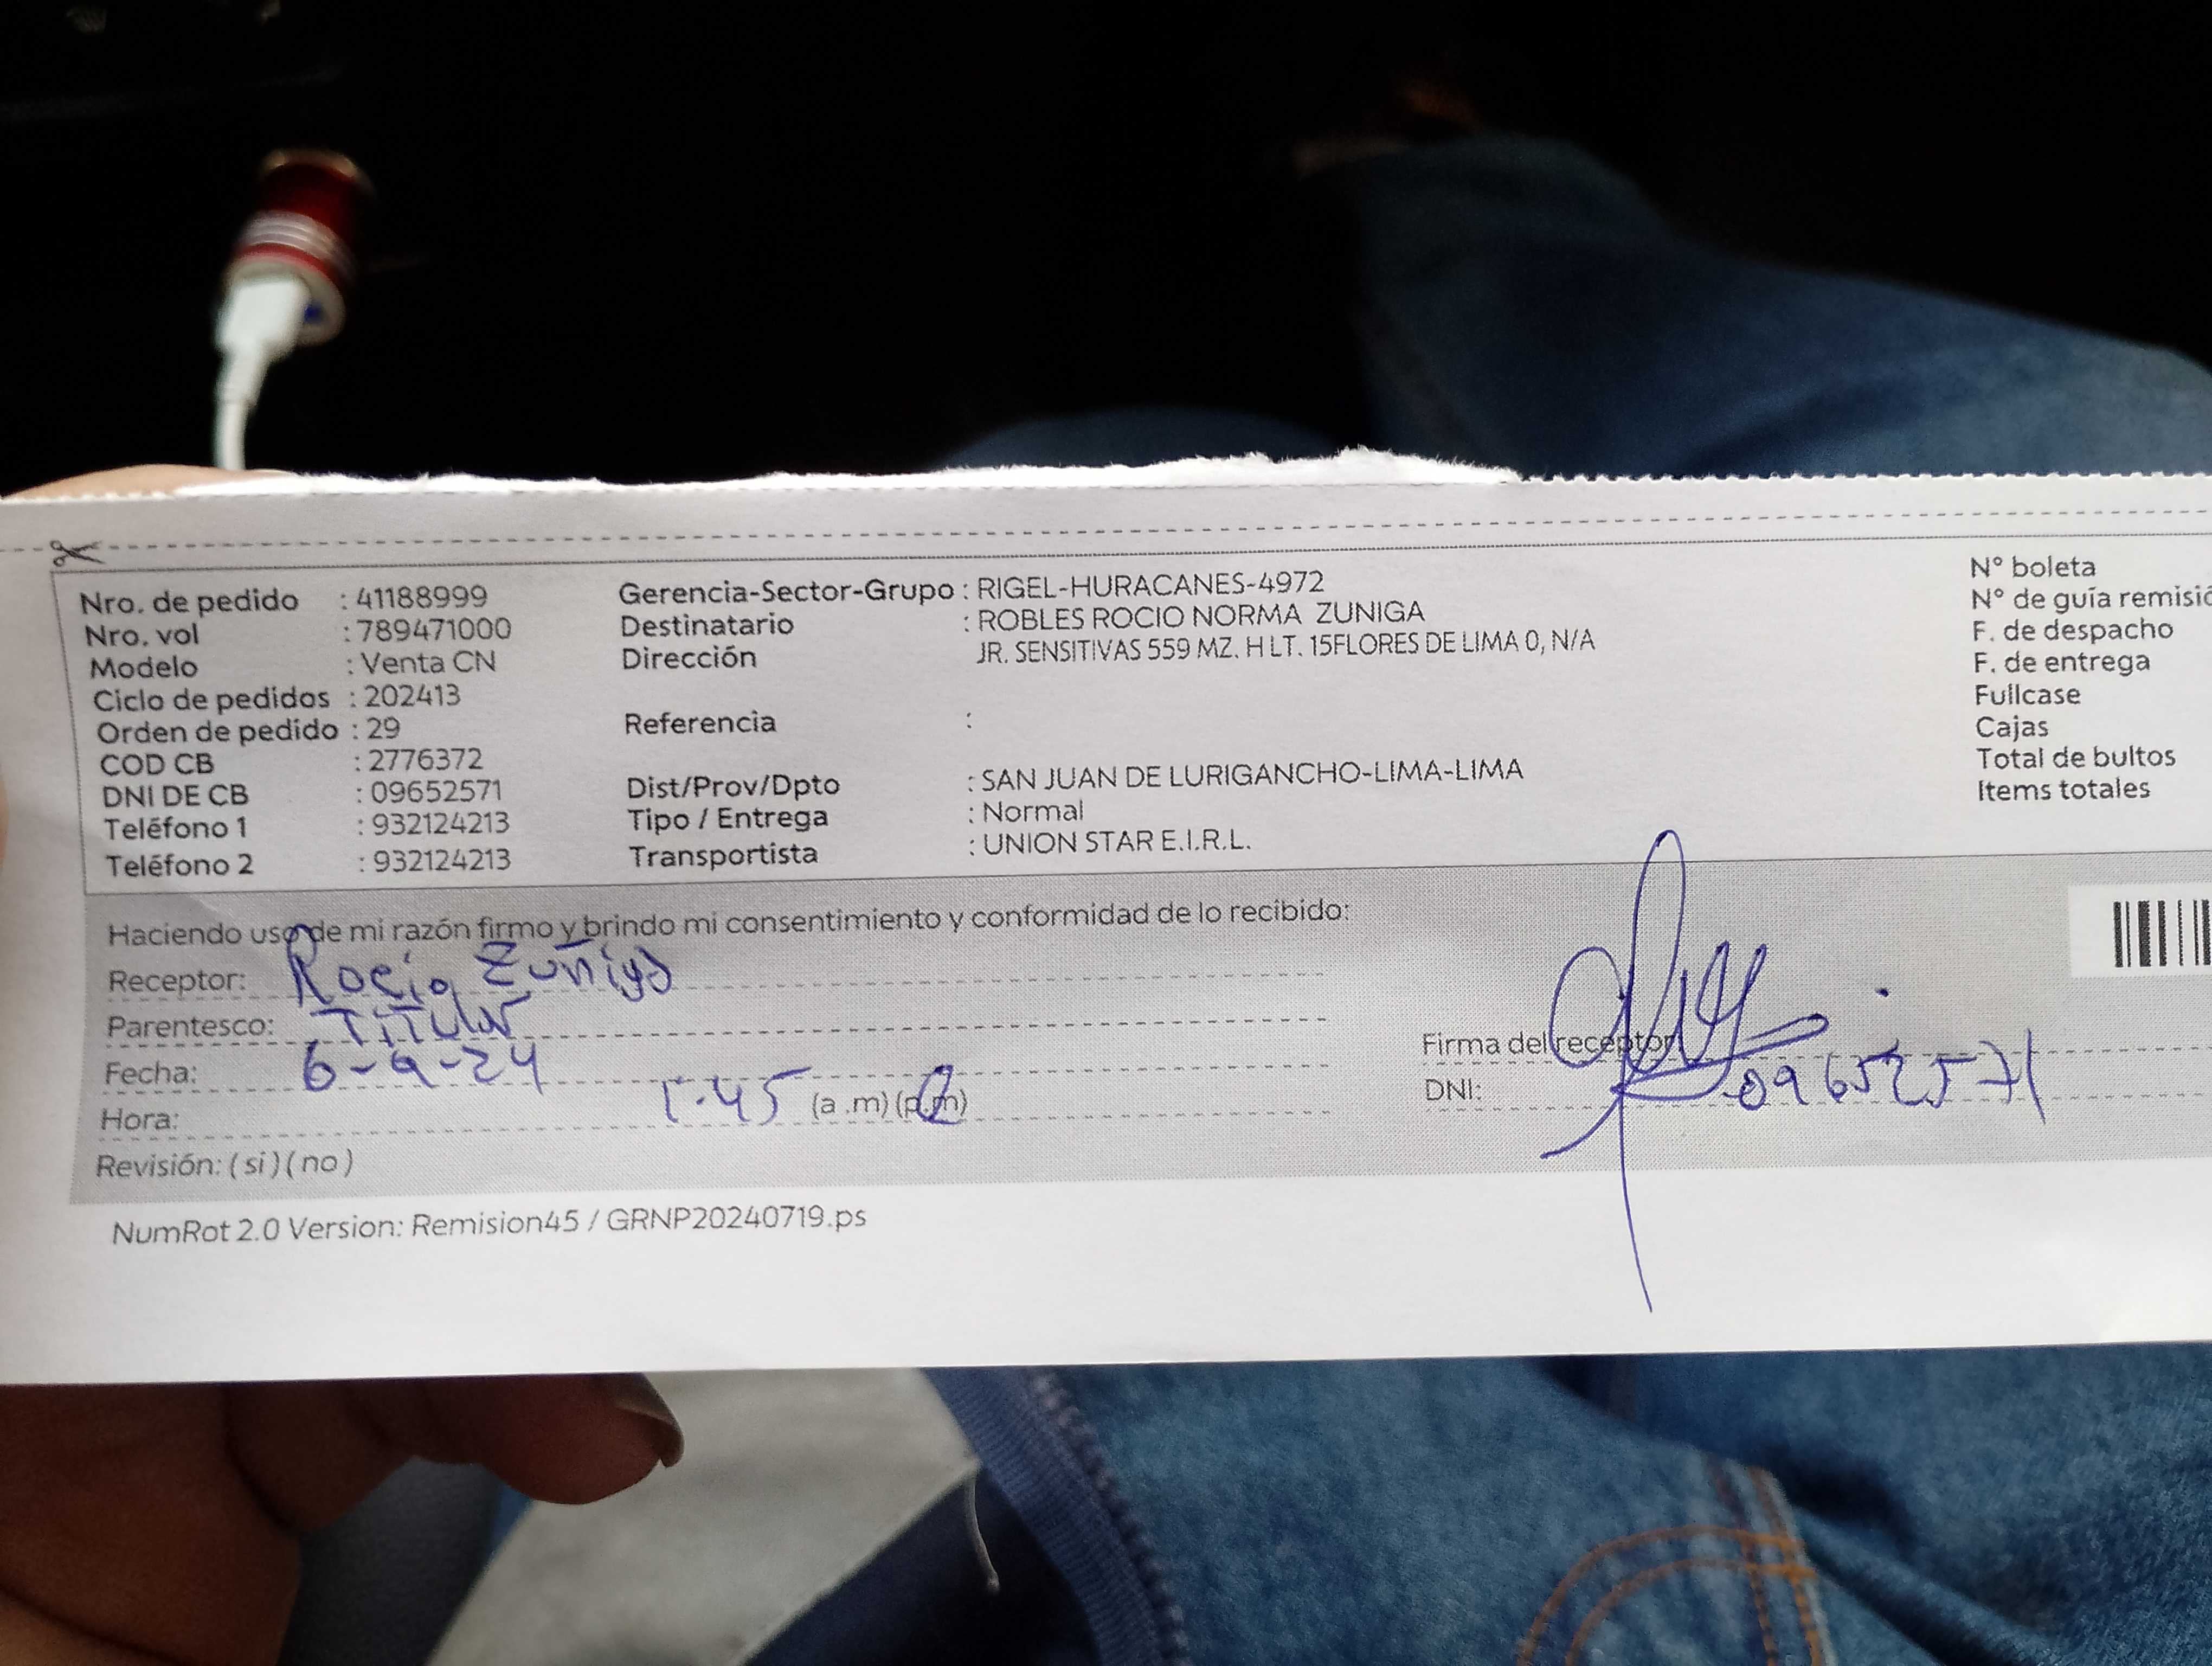 Nro. de pedido : 41188999
Nro. vol : 789471000
Modelo : Venta CN
Ciclo de pedidos : 202413
Orden de pedido : 29
COD CB : 2776372
DNI DE CB : 09652571
Teléfono 1 : 932124213
Teléfono 2 : 932124213
Gerencia-Sector-Grupo : RIGEL-HURACANES-4972
Destinatario : ROBLES ROCIO NORMA ZUNIGA
Dirección JR. SENSITIVAS 559 MZ. H LT. 15FLORES DE LIMA 0, N/A
Referencia :
Dist/Prov/Dpto : SAN JUAN DE LURIGANCHO-LIMA-LIMA
Tipo / Entrega : Normal
Transportista : UNION STAR E.I.R.L.
N° boleta
N° de guía remisió
F. de despacho
F. de entrega
Fullcase
Cajas
Total de bultos
Items totales
Haciendo uso de mi razón firmo y brindo mi consentimiento y conformidad de lo recibido:
Receptor: Rocio Zuñiga
Parentesco: Titular
Fecha: 6-9-24
Hora: 1:45 (a .m) (p.m)
Revisión: ( si ) ( no )
Firma del receptor
DNI: 09652571
NumRot 2.0 Version: Remision45 / GRNP20240719.ps